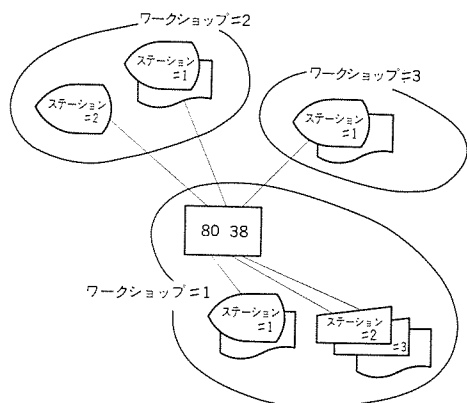 ワークショップ=2
ステーション
=1
ステーション
=2
ワークショップ=3
ステーション
=1
80 38
ワークショップ=1
ステーション
=1
ステーション
=2
=3